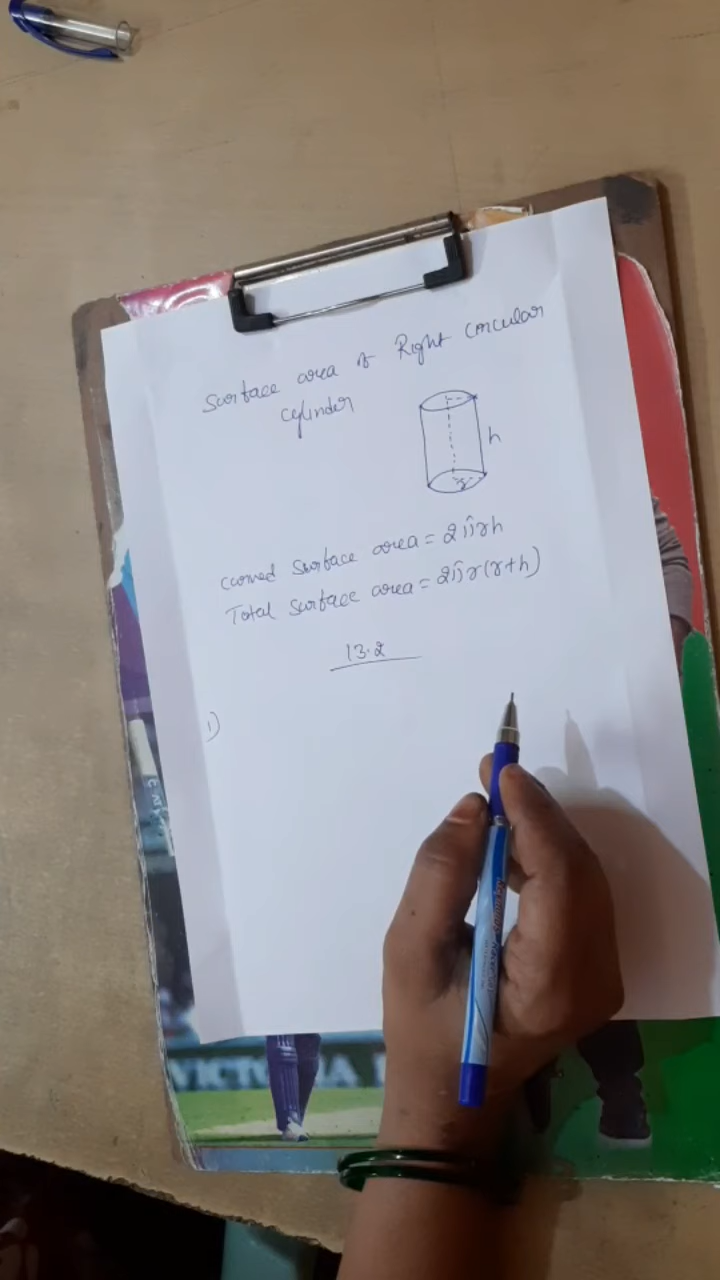 Surface area of Right circular
cylinder
h
r
curved surface area = 2πrh
Total surface area = 2πr(r+h)
13.2
1)
VICTORIA